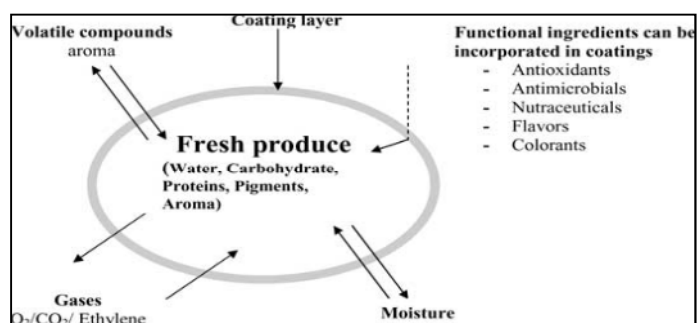 Volatile compounds
aroma
Coating layer
Functional ingredients can be
incorporated in coatings
- Antioxidants
- Antimicrobials
- Nutraceuticals
- Flavors
- Colorants
Fresh produce
(Water, Carbohydrate,
Proteins, Pigments,
Aroma)
Gases
O2/CO2/ Ethylene
Moisture